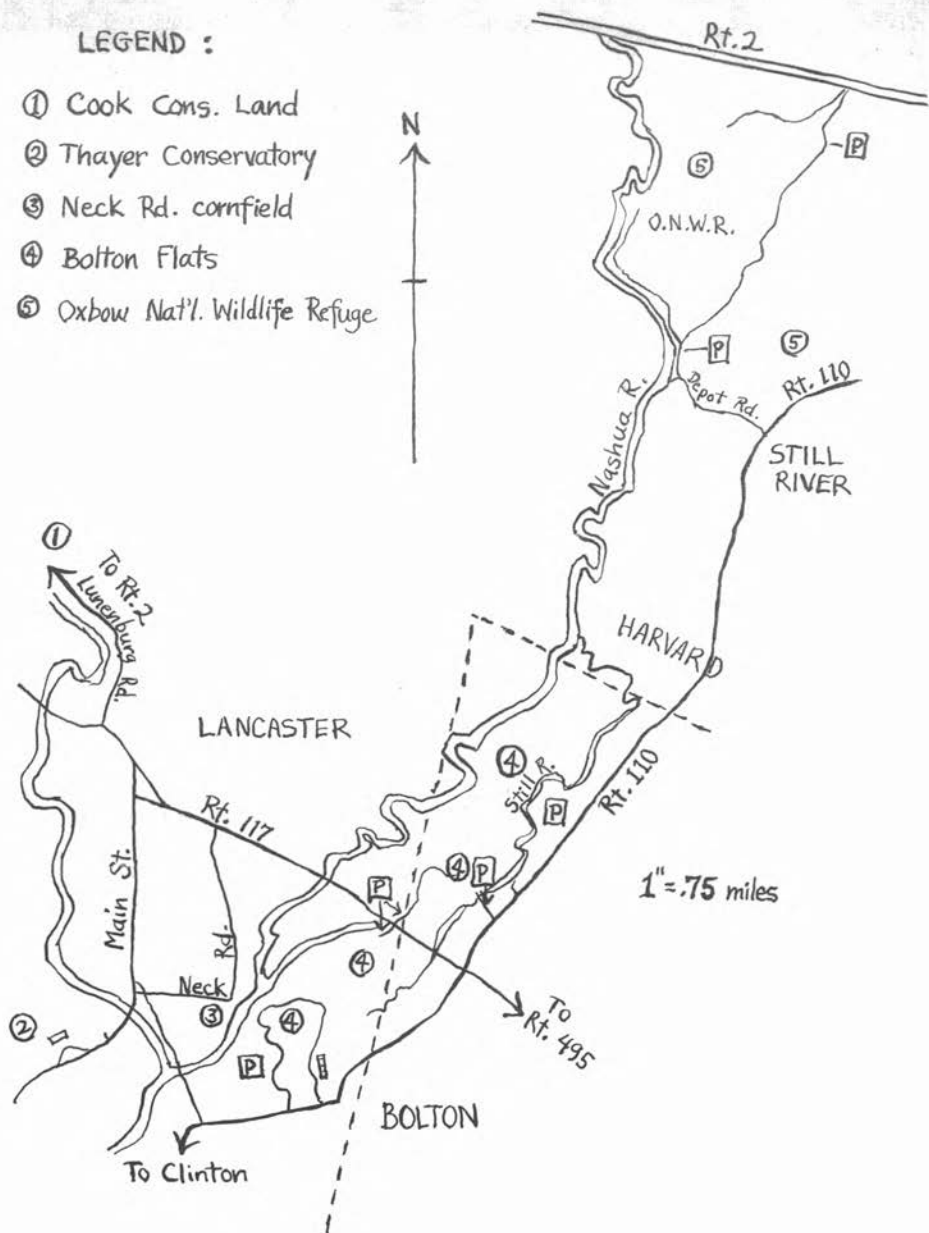 LEGEND :
① Cook Cons. Land
② Thayer Conservatory
③ Neck Rd. cornfield
④ Bolton Flats
⑤ Oxbow Nat'l. Wildlife Refuge
N
Rt. 2
P
⑤
O.N.W.R.
P
⑤
Rt. 110
Depot Rd.
Nashua R.
STILL
RIVER
①
To Rt. 2
Lunenburg Rd.
HARVARD
LANCASTER
④
Still R.
P
Rt. 110
Rt. 117
④
P
P
1" = .75 miles
Main St.
Neck Rd.
④
③
④
②
P
To
Rt. 495
BOLTON
To Clinton